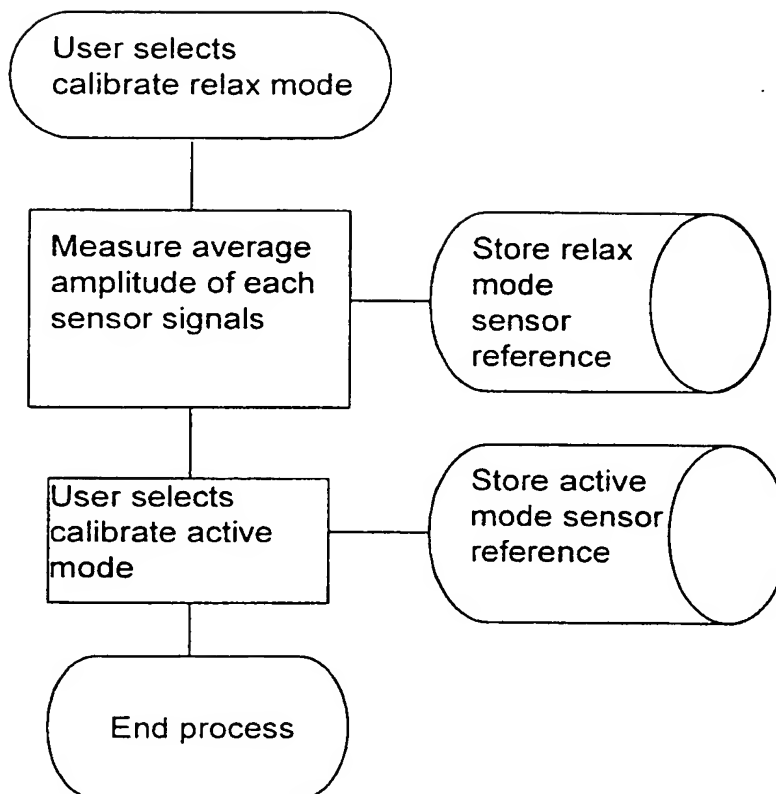 User selects
calibrate relax mode
Measure average
amplitude of each
sensor signals
Store relax
mode
sensor
reference
User selects
calibrate active
mode
Store active
mode sensor
reference
End process